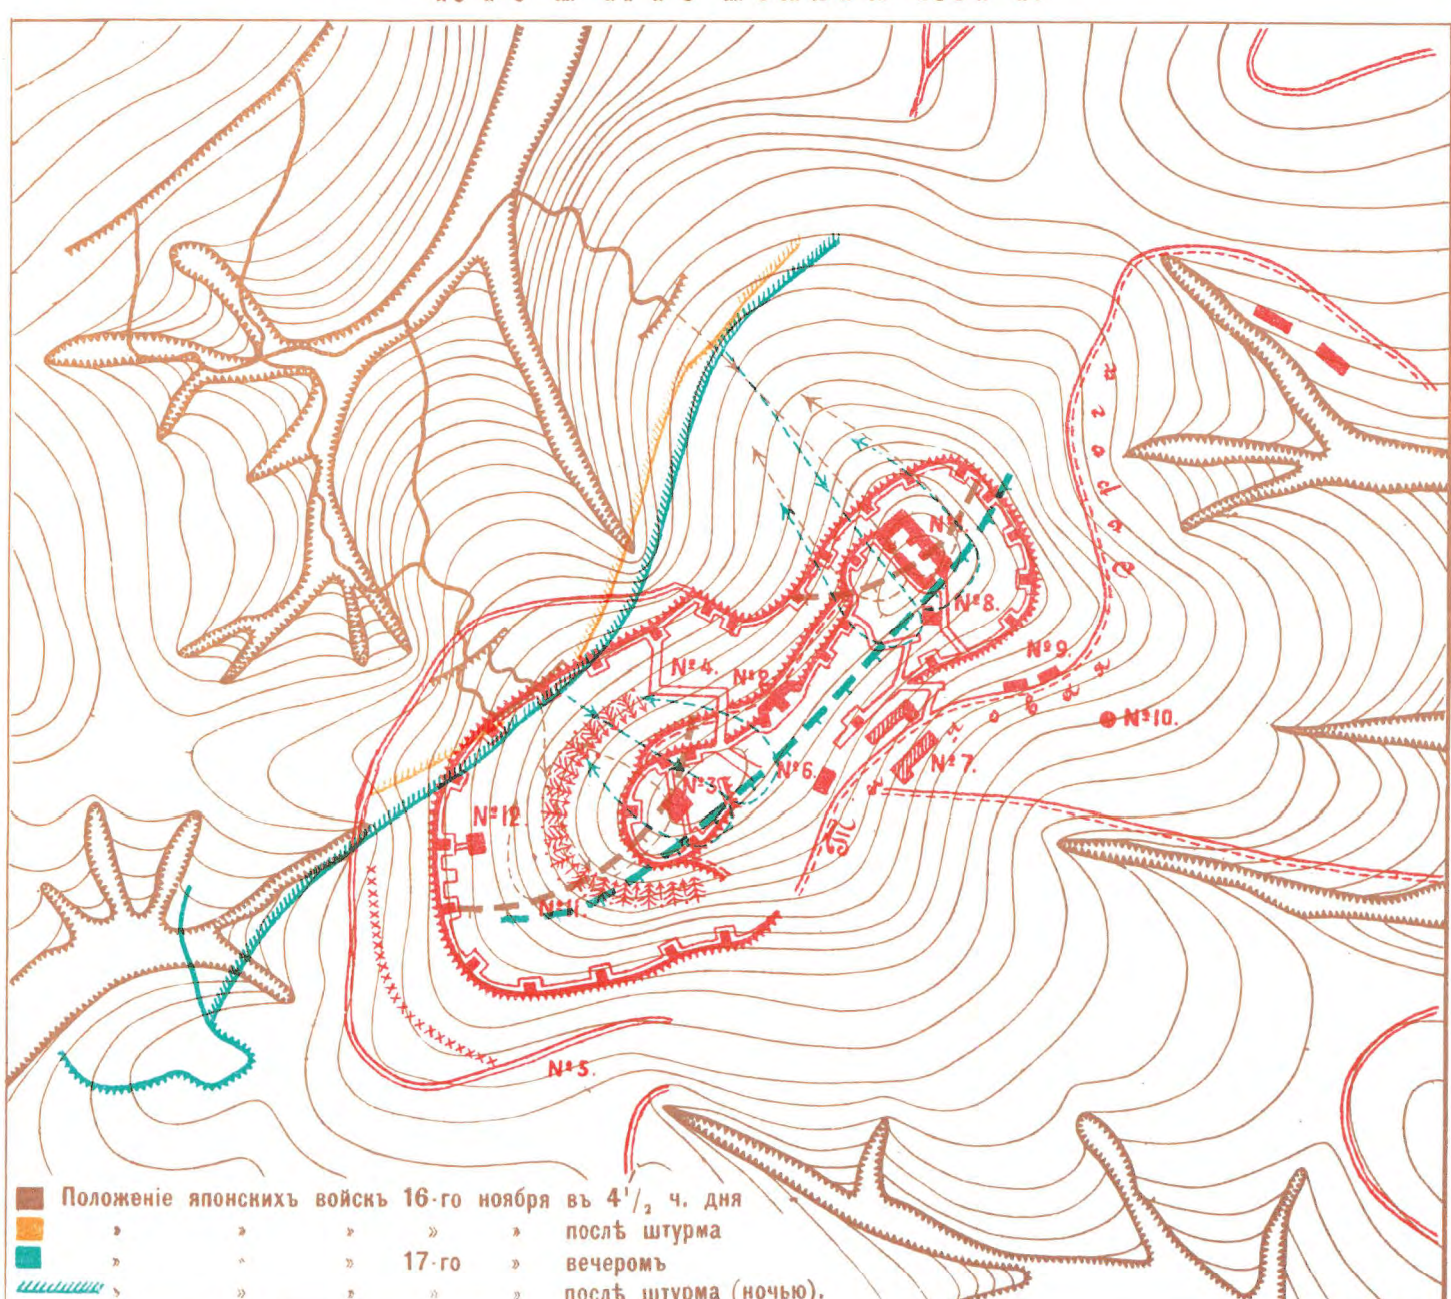 № 8.
№ 9.
№ 4.
№ 2
№ 10.
№ 3
№ 6.
№ 7.
№ 12.
№ 11.
№ 5.
дорога
Положеніе японскихъ войскъ 16-го ноября въ 4 1/2 ч. дня
» » » » » послѣ штурма
» » » 17-го » вечеромъ
» » » » » послѣ штурма (ночью).